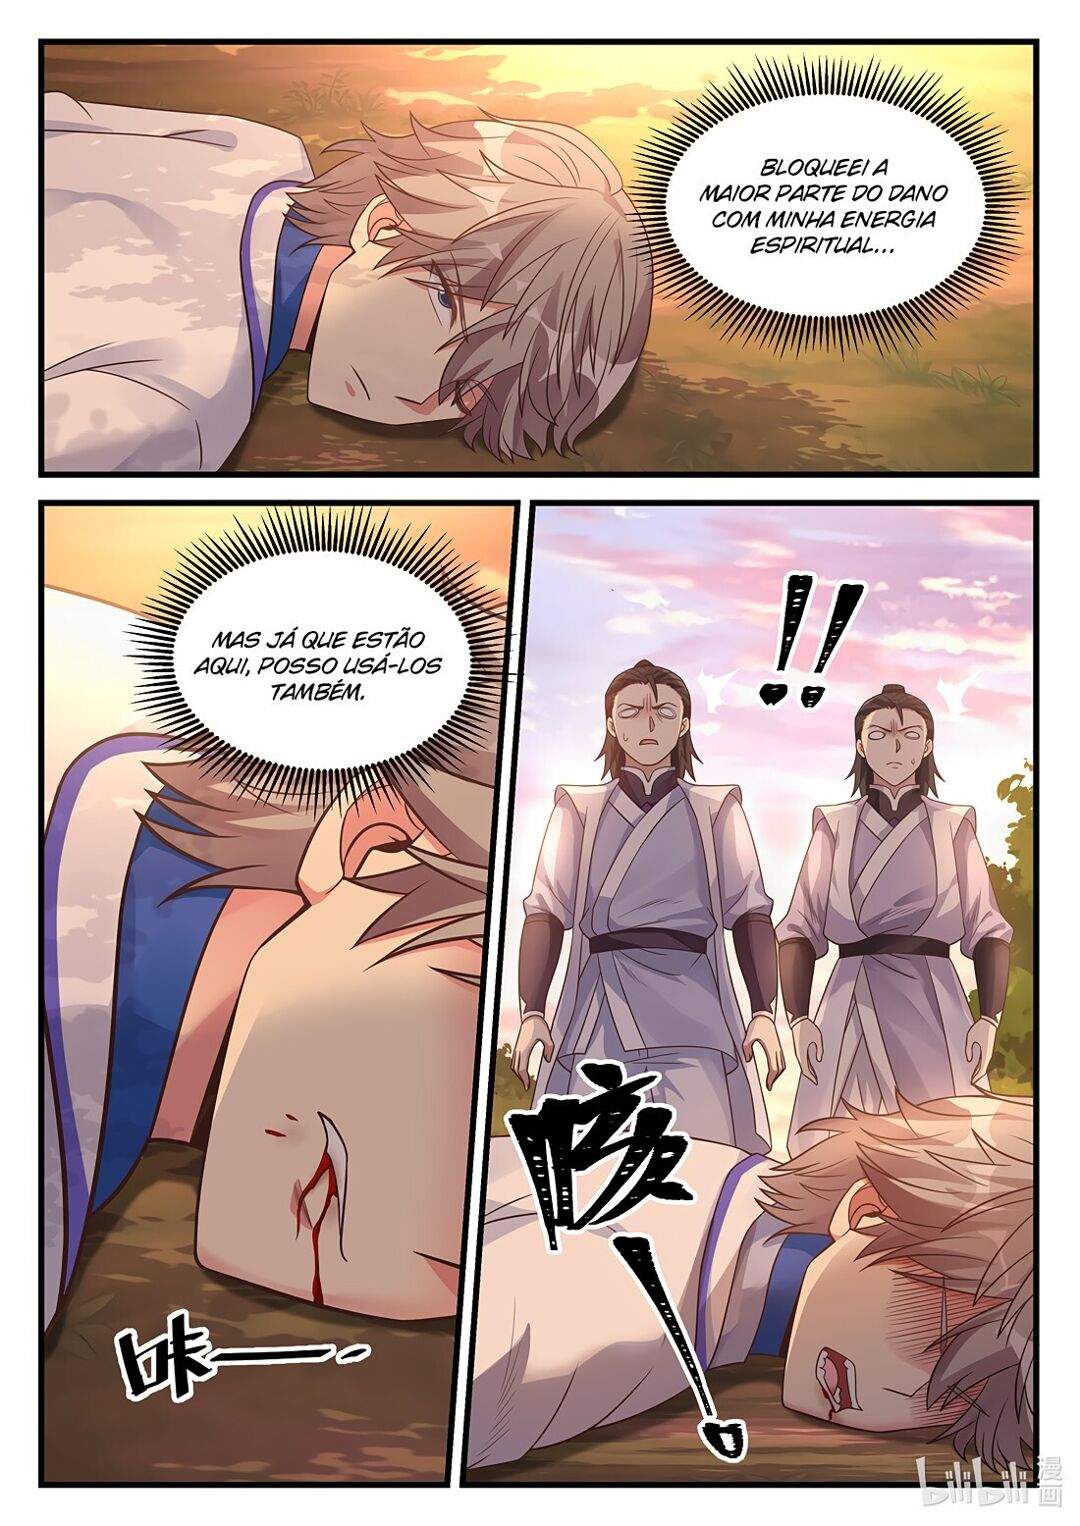 BLOQUEEI A
MAIOR PARTE DO DANO
COM MINHA ENERGIA
ESPIRITUAL...
MAS JÁ QUE ESTÃO
AQUI, POSSO USÁ-LOS
TAMBÉM.
!!
咔——..
咳!
bilibili 漫画